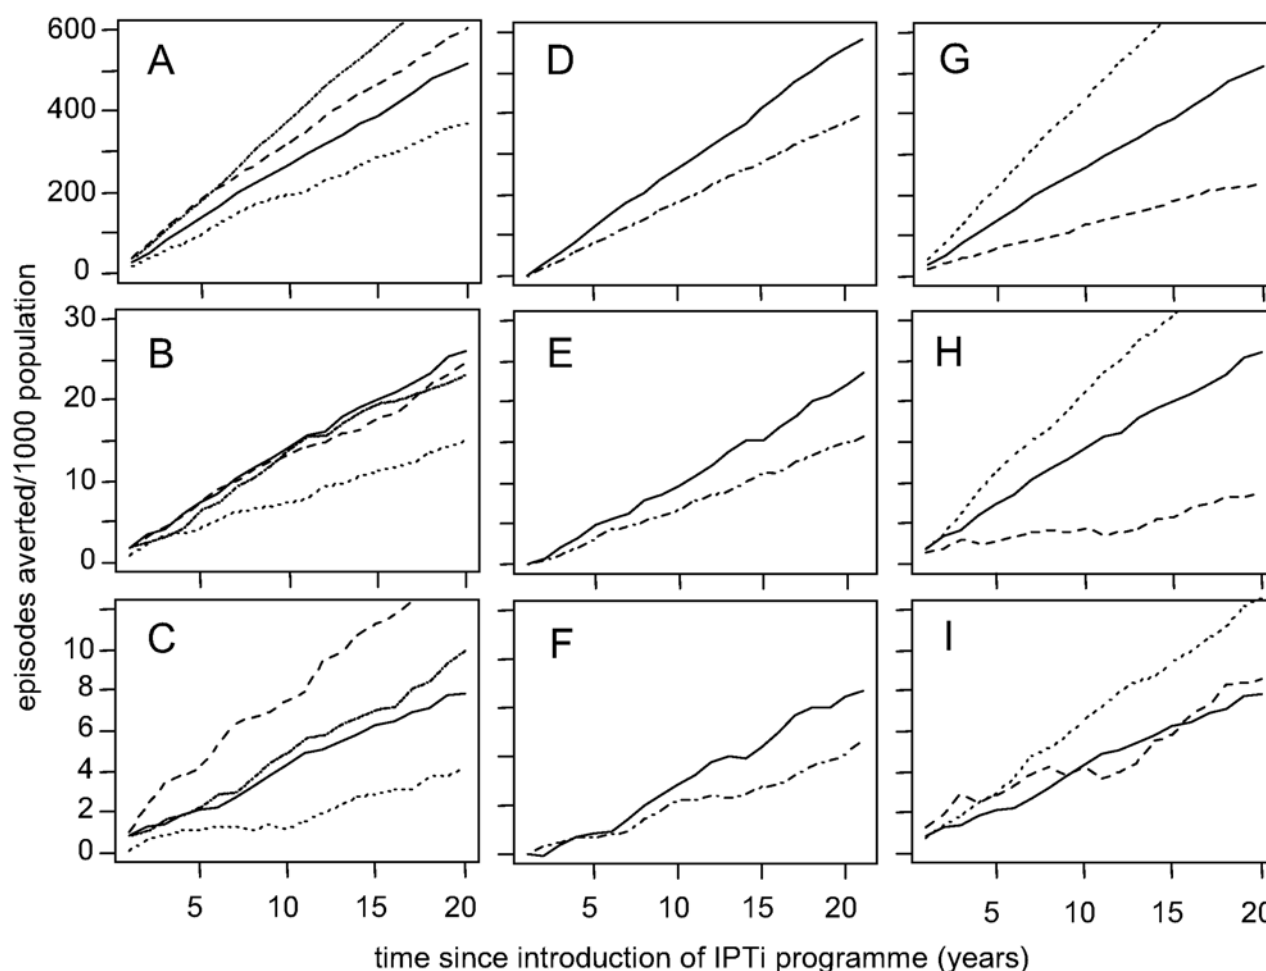 A D G
600
400
200
0
B E H
30
20
10
0
C F I
10
8
6
4
2
0
5 10 15 20 5 10 15 20 5 10 15 20
episodes averted/1000 population
time since introduction of IPTi programme (years)